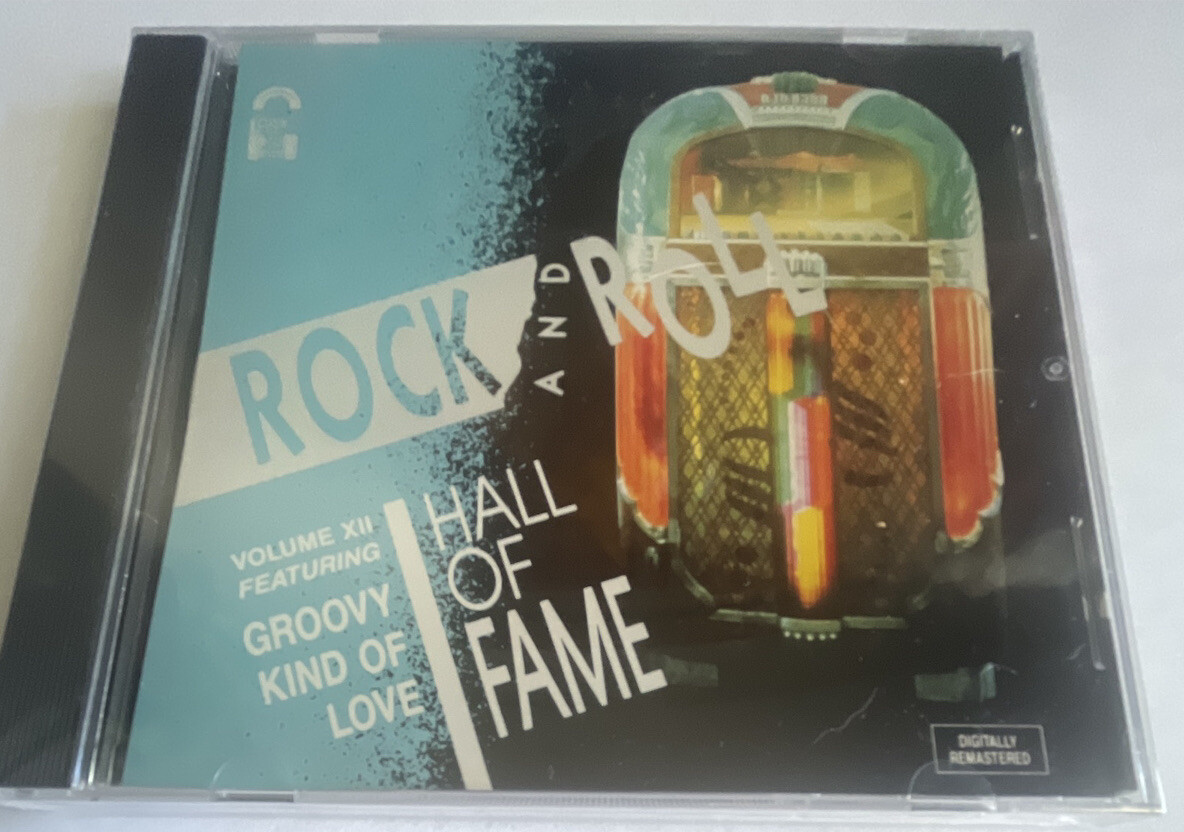 ROCK
AND
ROLL
HALL
OF
FAME
VOLUME XII
FEATURING
GROOVY
KIND OF
LOVE
DIGITALLY
REMASTERED